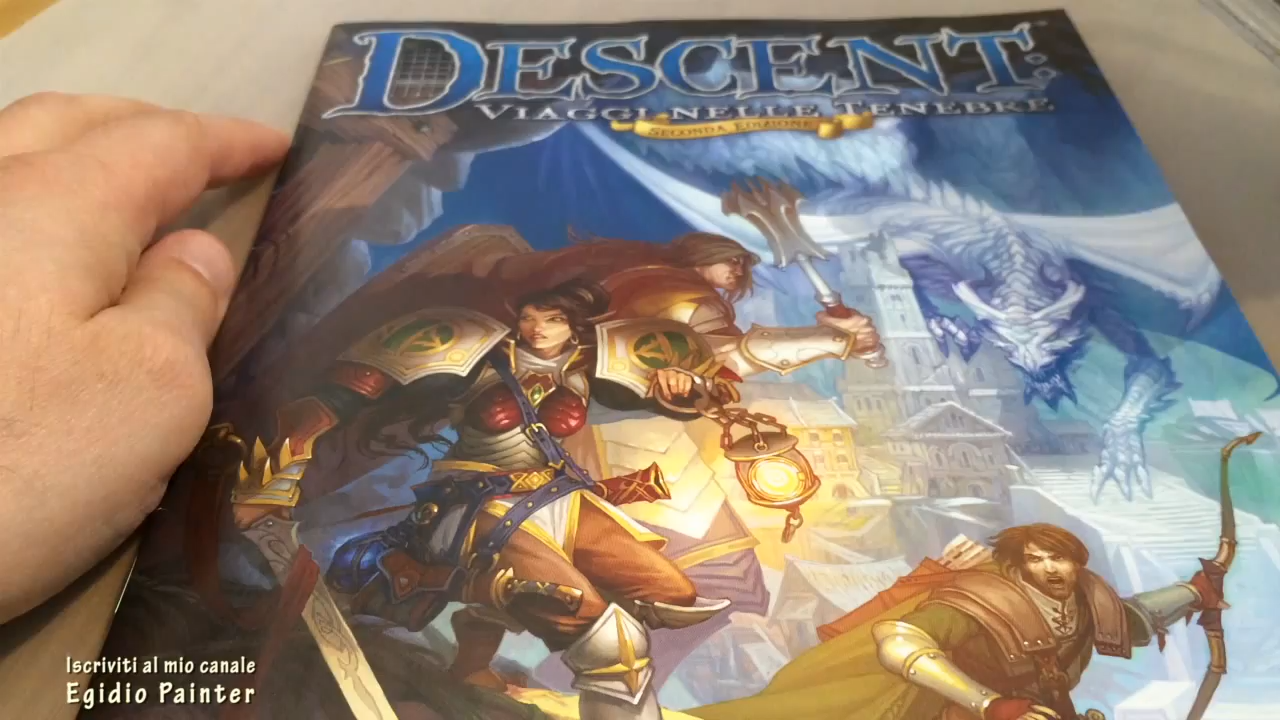 DESCENT:
VIAGGI NELLE TENEBRE
SECONDA EDIZIONE
Iscriviti al mio canale
Egidio Painter